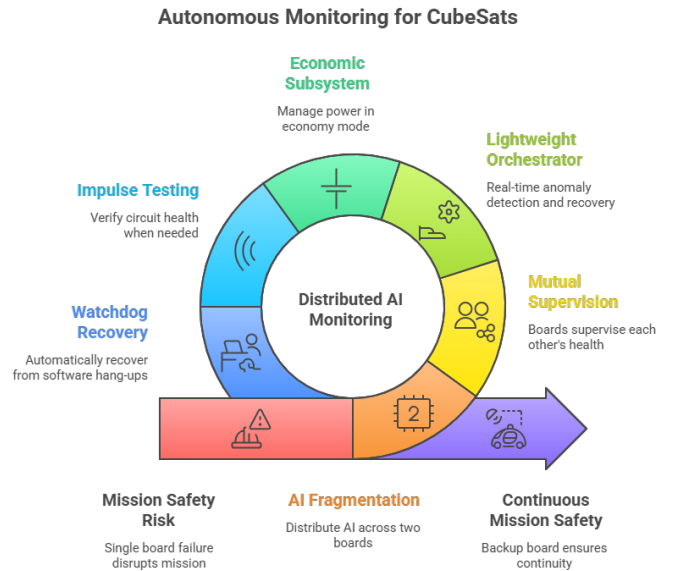 Autonomous Monitoring for CubeSats
Economic
Subsystem
Manage power in
economy mode
Lightweight
Orchestrator
Real-time anomaly
detection and recovery
Impulse Testing
Verify circuit health
when needed
Mutual
Supervision
Boards supervise each
other's health
Distributed AI
Monitoring
Watchdog
Recovery
Automatically recover
from software hang-ups
2
Mission Safety
Risk
Single board failure
disrupts mission
AI Fragmentation
Distribute AI across two
boards
Continuous
Mission Safety
Backup board ensures
continuity